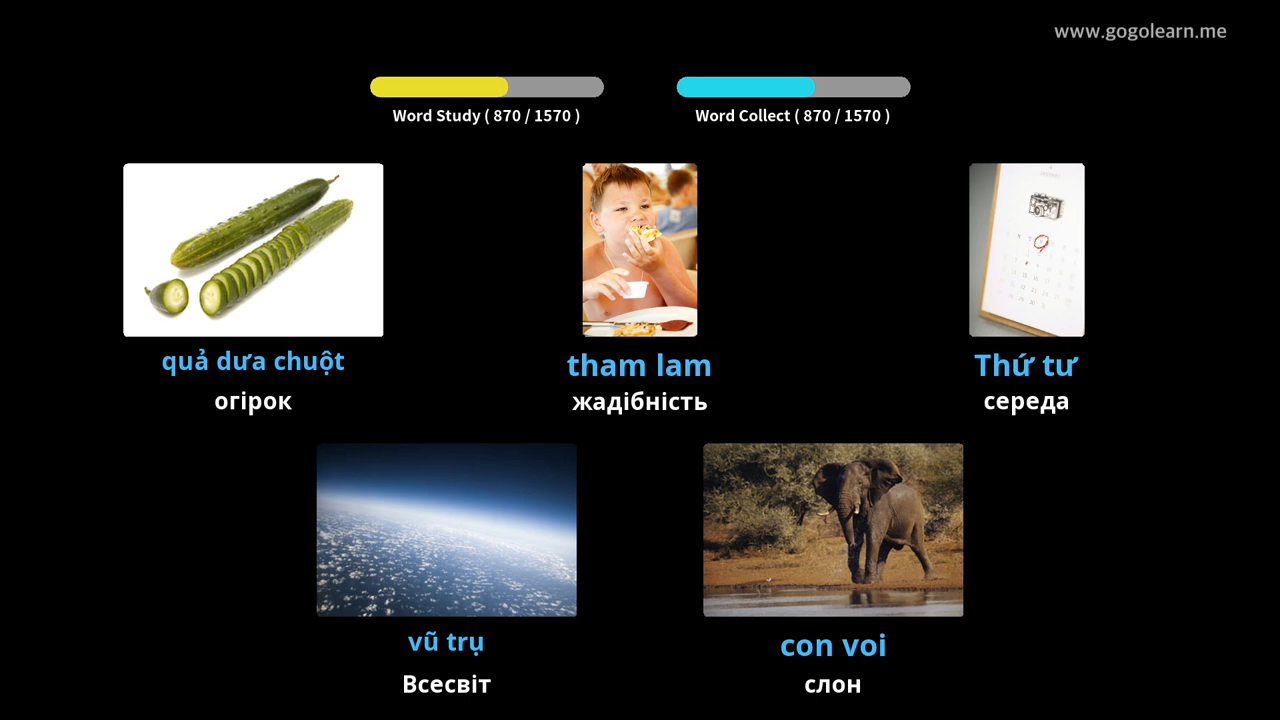 www.gogolearn.me
Word Study ( 870 / 1570 )
Word Collect ( 870 / 1570 )
quả dưa chuột
tham lam
Thứ tư
огірок
жадібність
середа
vũ trụ
con voi
Всесвіт
слон